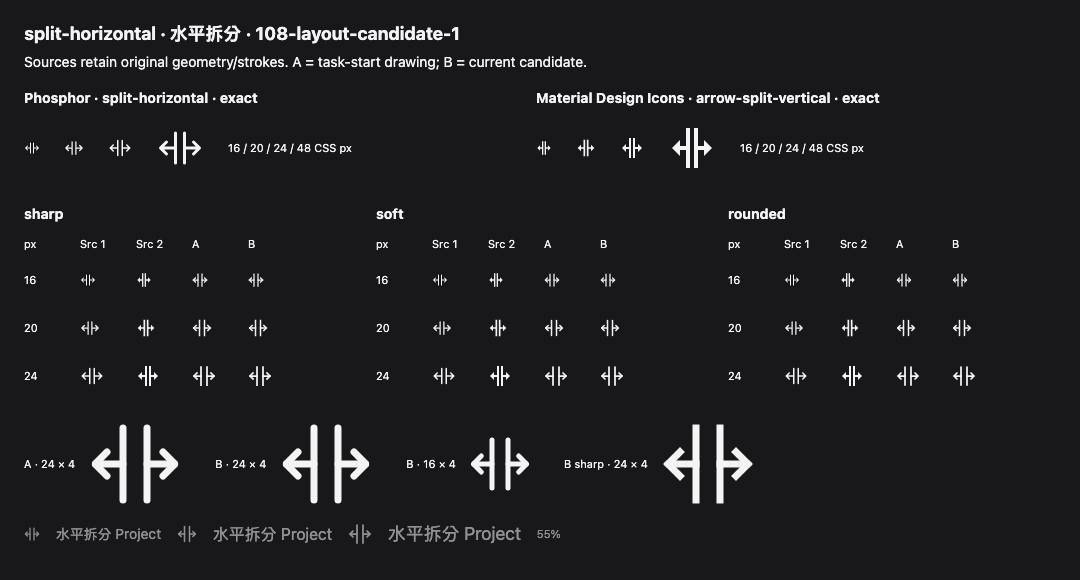 split-horizontal · 水平拆分 · 108-layout-candidate-1
Sources retain original geometry/strokes. A = task-start drawing; B = current candidate.
Phosphor · split-horizontal · exact
Material Design Icons · arrow-split-vertical · exact
16 / 20 / 24 / 48 CSS px
16 / 20 / 24 / 48 CSS px
sharp
soft
rounded
px Src 1 Src 2 A B
px Src 1 Src 2 A B
px Src 1 Src 2 A B
16
16
16
20
20
20
24
24
24
A · 24 × 4
B · 24 × 4
B · 16 × 4
B sharp · 24 × 4
水平拆分 Project
水平拆分 Project
水平拆分 Project
55%